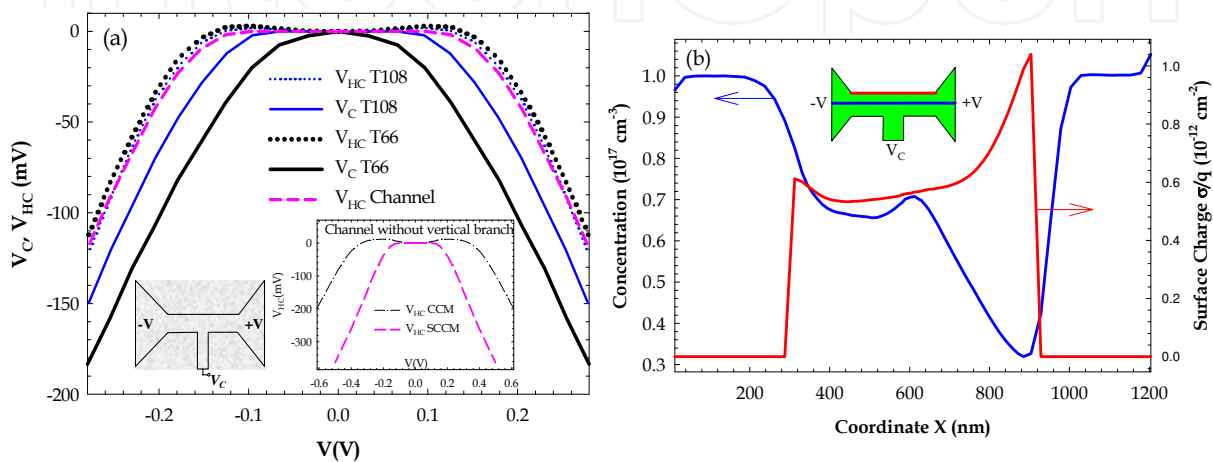 (a)
V_C, V_HC (mV)
0
-50
-100
-150
-200
V_HC T108
V_C T108
V_HC T66
V_C T66
V_HC Channel
-V
+V
V_C
Channel without vertical branch
V_HC(mV)
0
-100
-200
-300
V_HC CCM
V_HC SCCM
V(V)
-0.6 -0.4 -0.2 0.0 0.2 0.4 0.6
-0.2 -0.1 0.0 0.1 0.2
V(V)
(b)
Concentration (10^17 cm^-3)
1.0
0.9
0.8
0.7
0.6
0.5
0.4
0.3
-V
+V
V_C
1.0
0.8
0.6
0.4
0.2
0.0
Surface Charge σ/q (10^-12 cm^-2)
200 400 600 800 1000 1200
Coordinate X (nm)